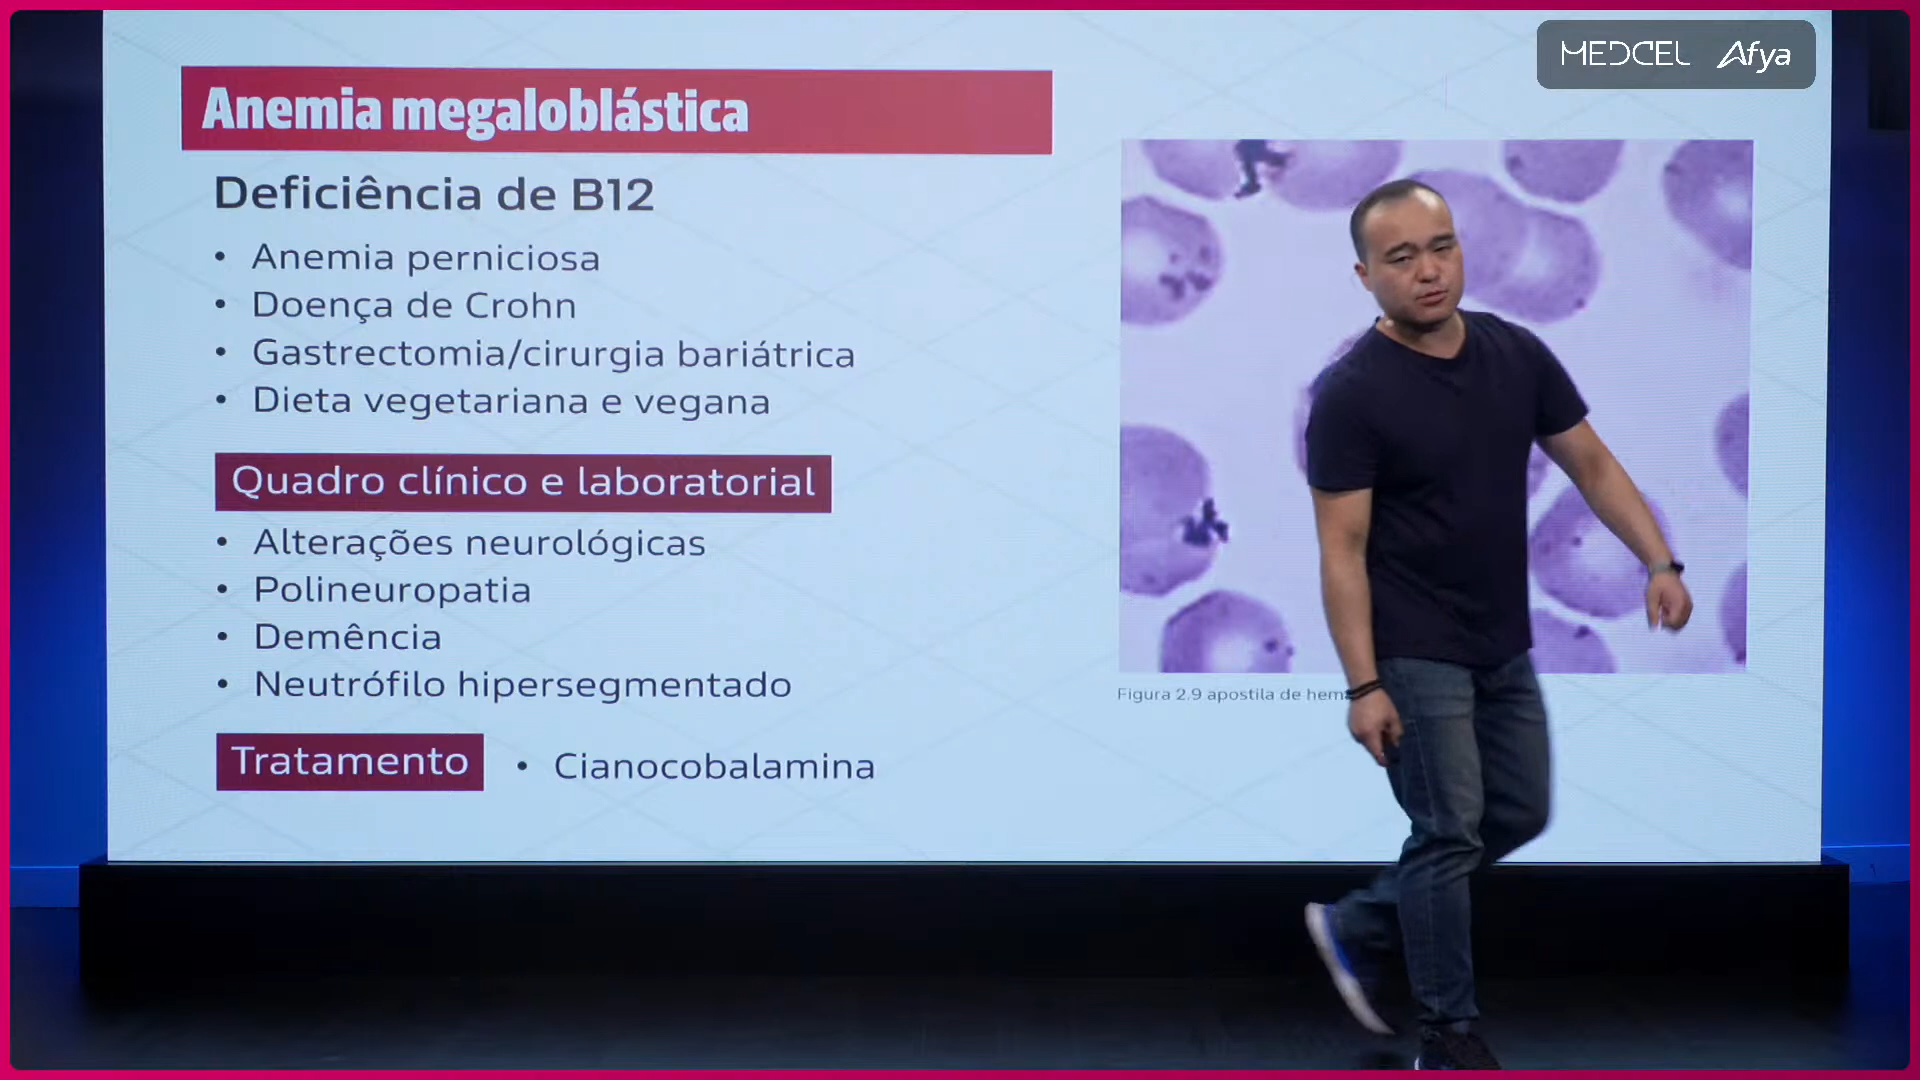 MEDCEL Afya
Anemia megaloblástica
Deficiência de B12
• Anemia perniciosa
• Doença de Crohn
• Gastrectomia/cirurgia bariátrica
• Dieta vegetariana e vegana
Quadro clínico e laboratorial
• Alterações neurológicas
• Polineuropatia
• Demência
• Neutrófilo hipersegmentado
Tratamento • Cianocobalamina
Figura 2.9 apostila de